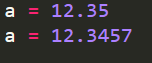 a = 12.35
a = 12.3457